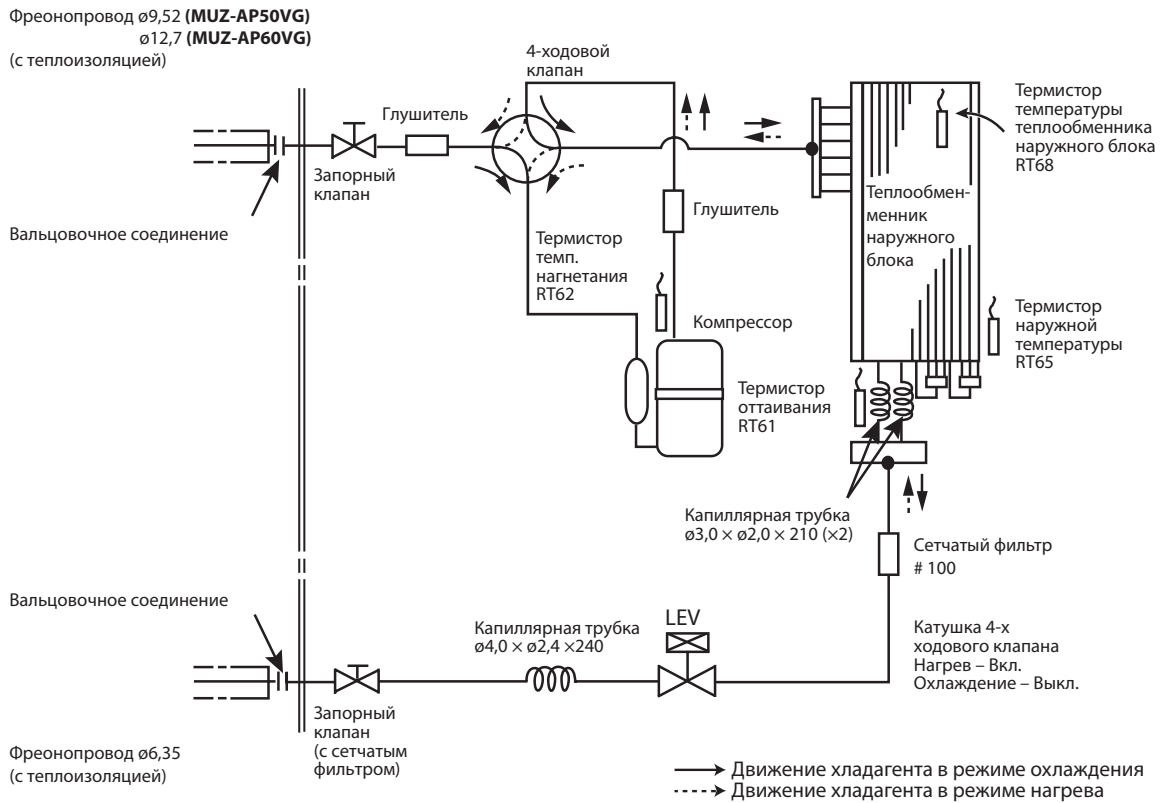 Фреонопровод ø9,52 (MUZ-AP50VG)
ø12,7 (MUZ-AP60VG)
(с теплоизоляцией)
4-ходовой
клапан
Глушитель
Запорный
клапан
Вальцовочное соединение
Термистор
температуры
теплообменника
наружного блока
RT68
Теплообмен-
менник
наружного
блока
Глушитель
Термистор
темп.
нагнетания
RT62
Компрессор
Термистор
наружной
температуры
RT65
Термистор
оттаивания
RT61
Капиллярная трубка
ø3,0 × ø2,0 × 210 (×2)
Сетчатый фильтр
# 100
Вальцовочное соединение
Капиллярная трубка
ø4,0 × ø2,4 ×240
LEV
Катушка 4-х
ходового клапана
Нагрев – Вкл.
Охлаждение – Выкл.
Запорный
клапан
(с сетчатым
фильтром)
Фреонопровод ø6,35
(с теплоизоляцией)
Движение хладагента в режиме охлаждения
Движение хладагента в режиме нагрева